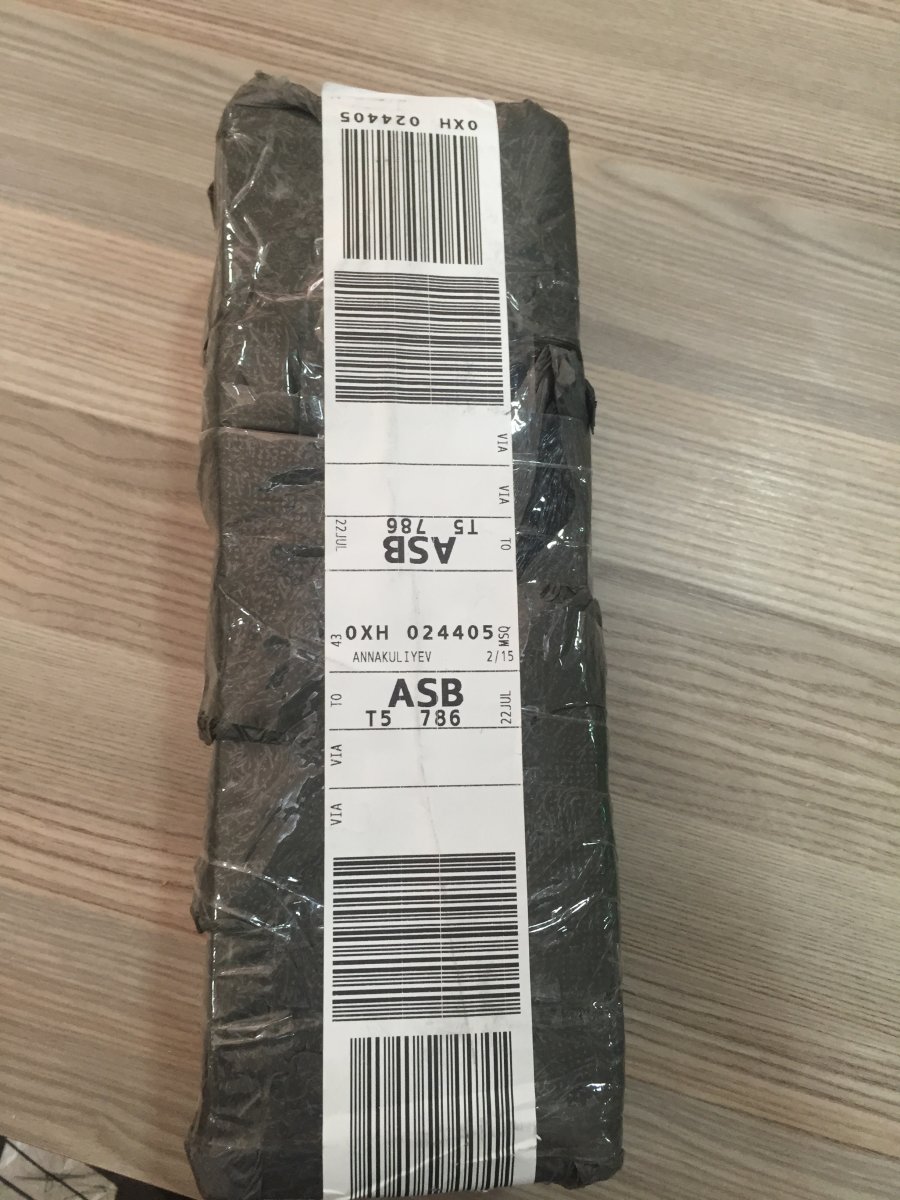 0XH 024405
VIA
VIA
TO
ASB
T5 786
22JUL
43
0XH 024405
MSQ
ANNAKULIYEV 2/15
TO
ASB
T5 786
22JUL
VIA
VIA